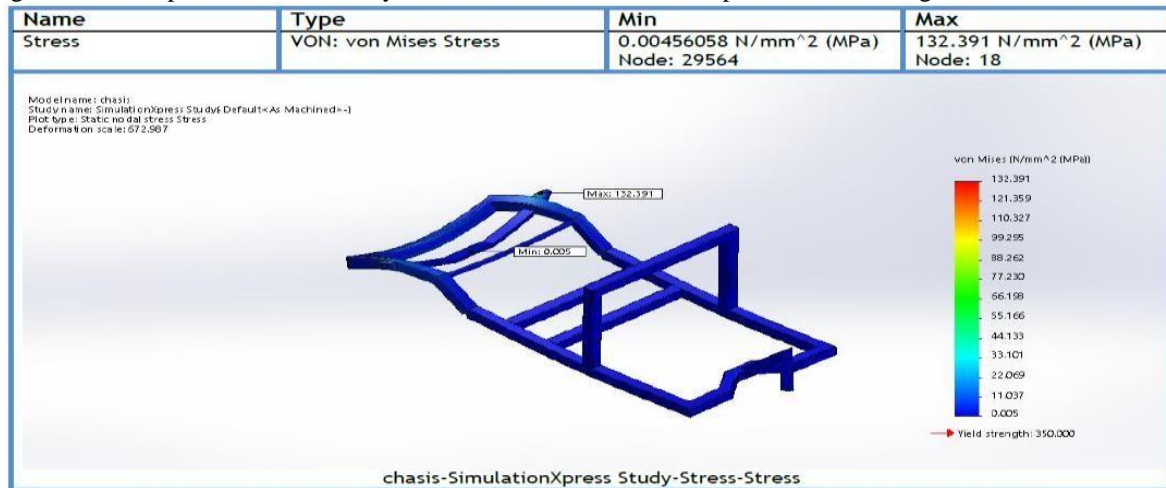 Name Type Min Max
Stress VON: von Mises Stress 0.00456058 N/mm^2 (MPa) 132.391 N/mm^2 (MPa)
Node: 29564 Node: 18
Model name: chasis
Study name: SimulationXpress Study(-Default<As Machined>-)
Plot type: Static nodal stress Stress
Deformation scale: 672.987
Max: 132.391
Min: 0.005
von Mises (N/mm^2 (MPa))
132.391
121.359
110.327
99.295
88.262
77.230
66.198
55.166
44.133
33.101
22.069
11.037
0.005
Yield strength: 350.000
chasis-SimulationXpress Study-Stress-Stress